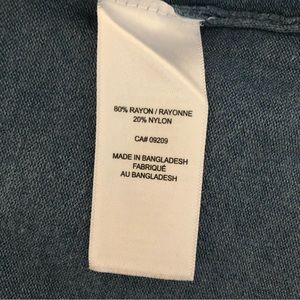 80% RAYON / RAYONNE
20% NYLON
CA# 09209
MADE IN BANGLADESH
FABRIQUÉ
AU BANGLADESH